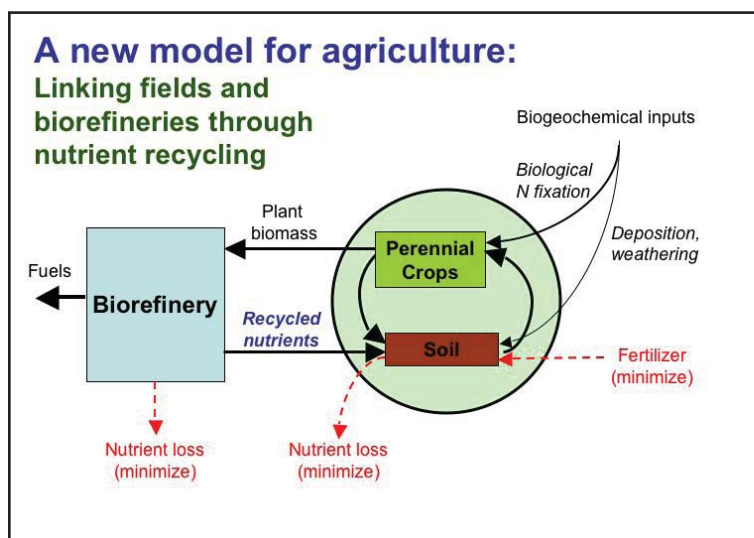 A new model for agriculture:
Linking fields and
biorefineries through
nutrient recycling
Biogeochemical inputs
Biological
N fixation
Deposition,
weathering
Plant
biomass
Perennial
Crops
Fuels
Biorefinery
Recycled
nutrients
Soil
Fertilizer
(minimize)
Nutrient loss
(minimize)
Nutrient loss
(minimize)